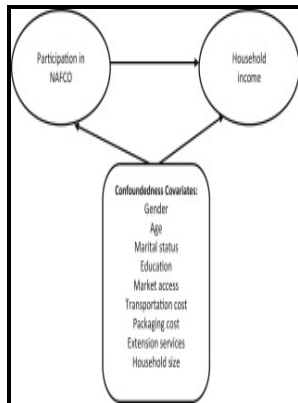 Participation in
NAFCO
Household
income
Confoundedness Covariates:
Gender
Age
Marital status
Education
Market access
Transportation cost
Packaging cost
Extension services
Household size